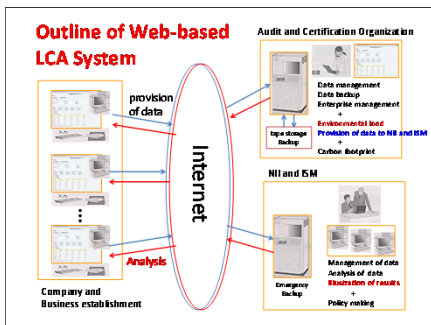 Outline of Web-based
LCA System
Audit and Certification Organization
provision
of data
Data management
Data backup
Enterprise management
+
Environmental load
Provision of data to NII and ISM
+
Carbon footprint
tape storage
Backup
Internet
NII and ISM
Analysis
Emergency
Backup
Management of data
Analysis of data
Illustration of results
+
Policy making
Company and
Business establishment